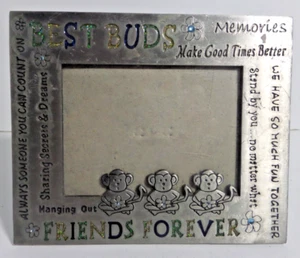 BEST BUDS
Memories
Make Good Times Better
ALWAYS SOMEONE YOU CAN COUNT ON
Sharing Secrets & Dreams
Stand by you ... no matter what
WE HAVE SO MUCH FUN TOGETHER
Hanging Out
FRIENDS FOREVER